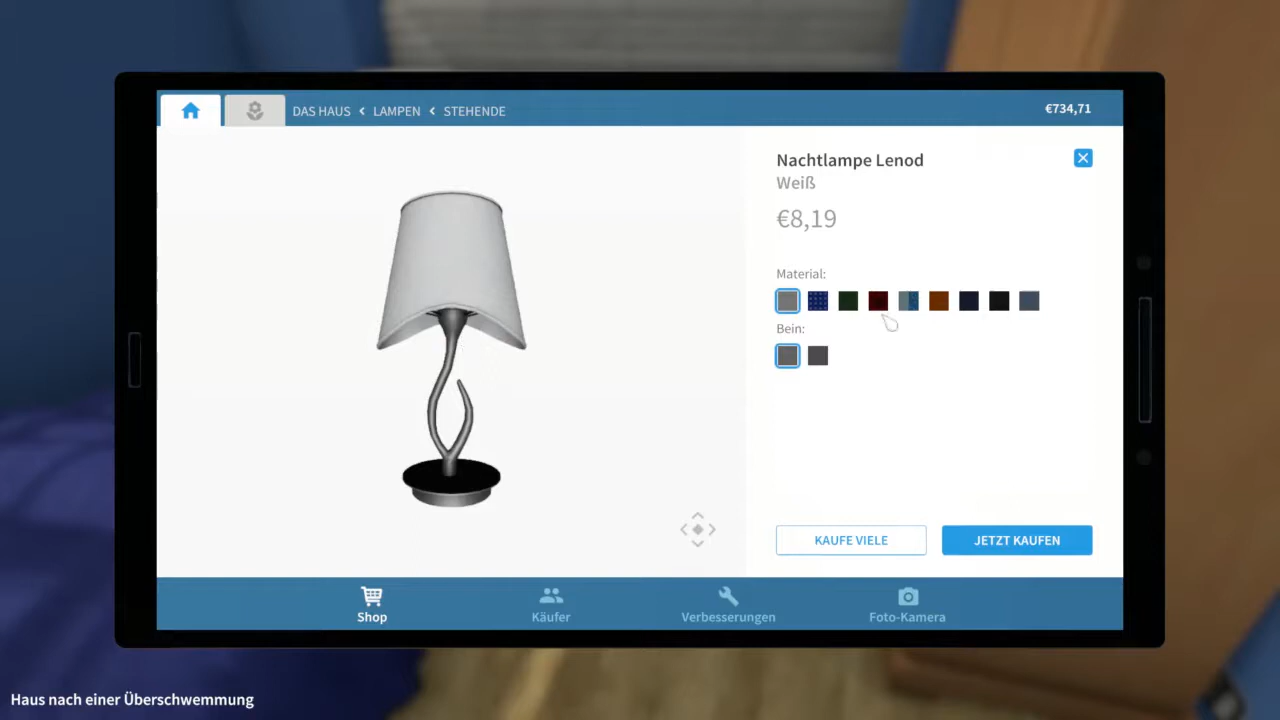 DAS HAUS < LAMPEN < STEHENDE
€734,71
Nachtlampe Lenod
Weiß
€8,19
Material:
Bein:
KAUFE VIELE
JETZT KAUFEN
Shop
Käufer
Verbesserungen
Foto-Kamera
Haus nach einer Überschwemmung